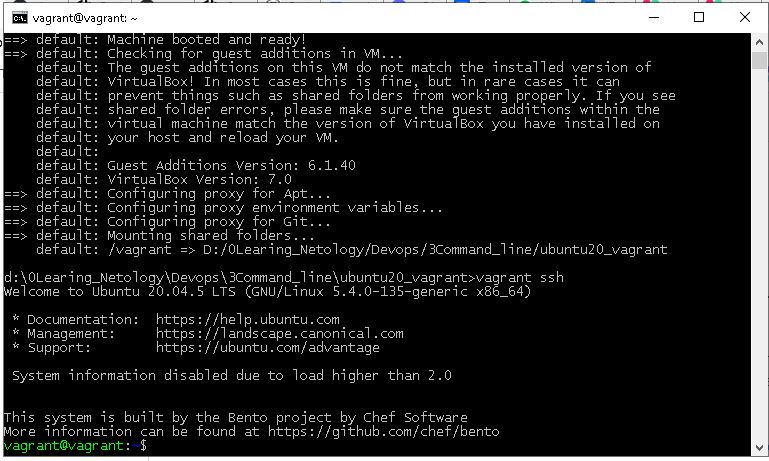 vagrant@vagrant: ~
==> default: Machine booted and ready!
==> default: Checking for guest additions in VM...
default: The guest additions on this VM do not match the installed version of
default: VirtualBox! In most cases this is fine, but in rare cases it can
default: prevent things such as shared folders from working properly. If you see
default: shared folder errors, please make sure the guest additions within the
default: virtual machine match the version of VirtualBox you have installed on
default: your host and reload your VM.
default:
default: Guest Additions Version: 6.1.40
default: VirtualBox Version: 7.0
==> default: Configuring proxy for Apt...
==> default: Configuring proxy environment variables...
==> default: Configuring proxy for Git...
==> default: Mounting shared folders...
default: /vagrant => D:/0Learing_Netology/Devops/3Command_line/ubuntu20_vagrant
d:\0Learing_Netology\Devops\3Command_line\ubuntu20_vagrant>vagrant ssh
Welcome to Ubuntu 20.04.5 LTS (GNU/Linux 5.4.0-135-generic x86_64)
* Documentation:  https://help.ubuntu.com
* Management:     https://landscape.canonical.com
* Support:        https://ubuntu.com/advantage
System information disabled due to load higher than 2.0
This system is built by the Bento project by Chef Software
More information can be found at https://github.com/chef/bento
vagrant@vagrant:~$